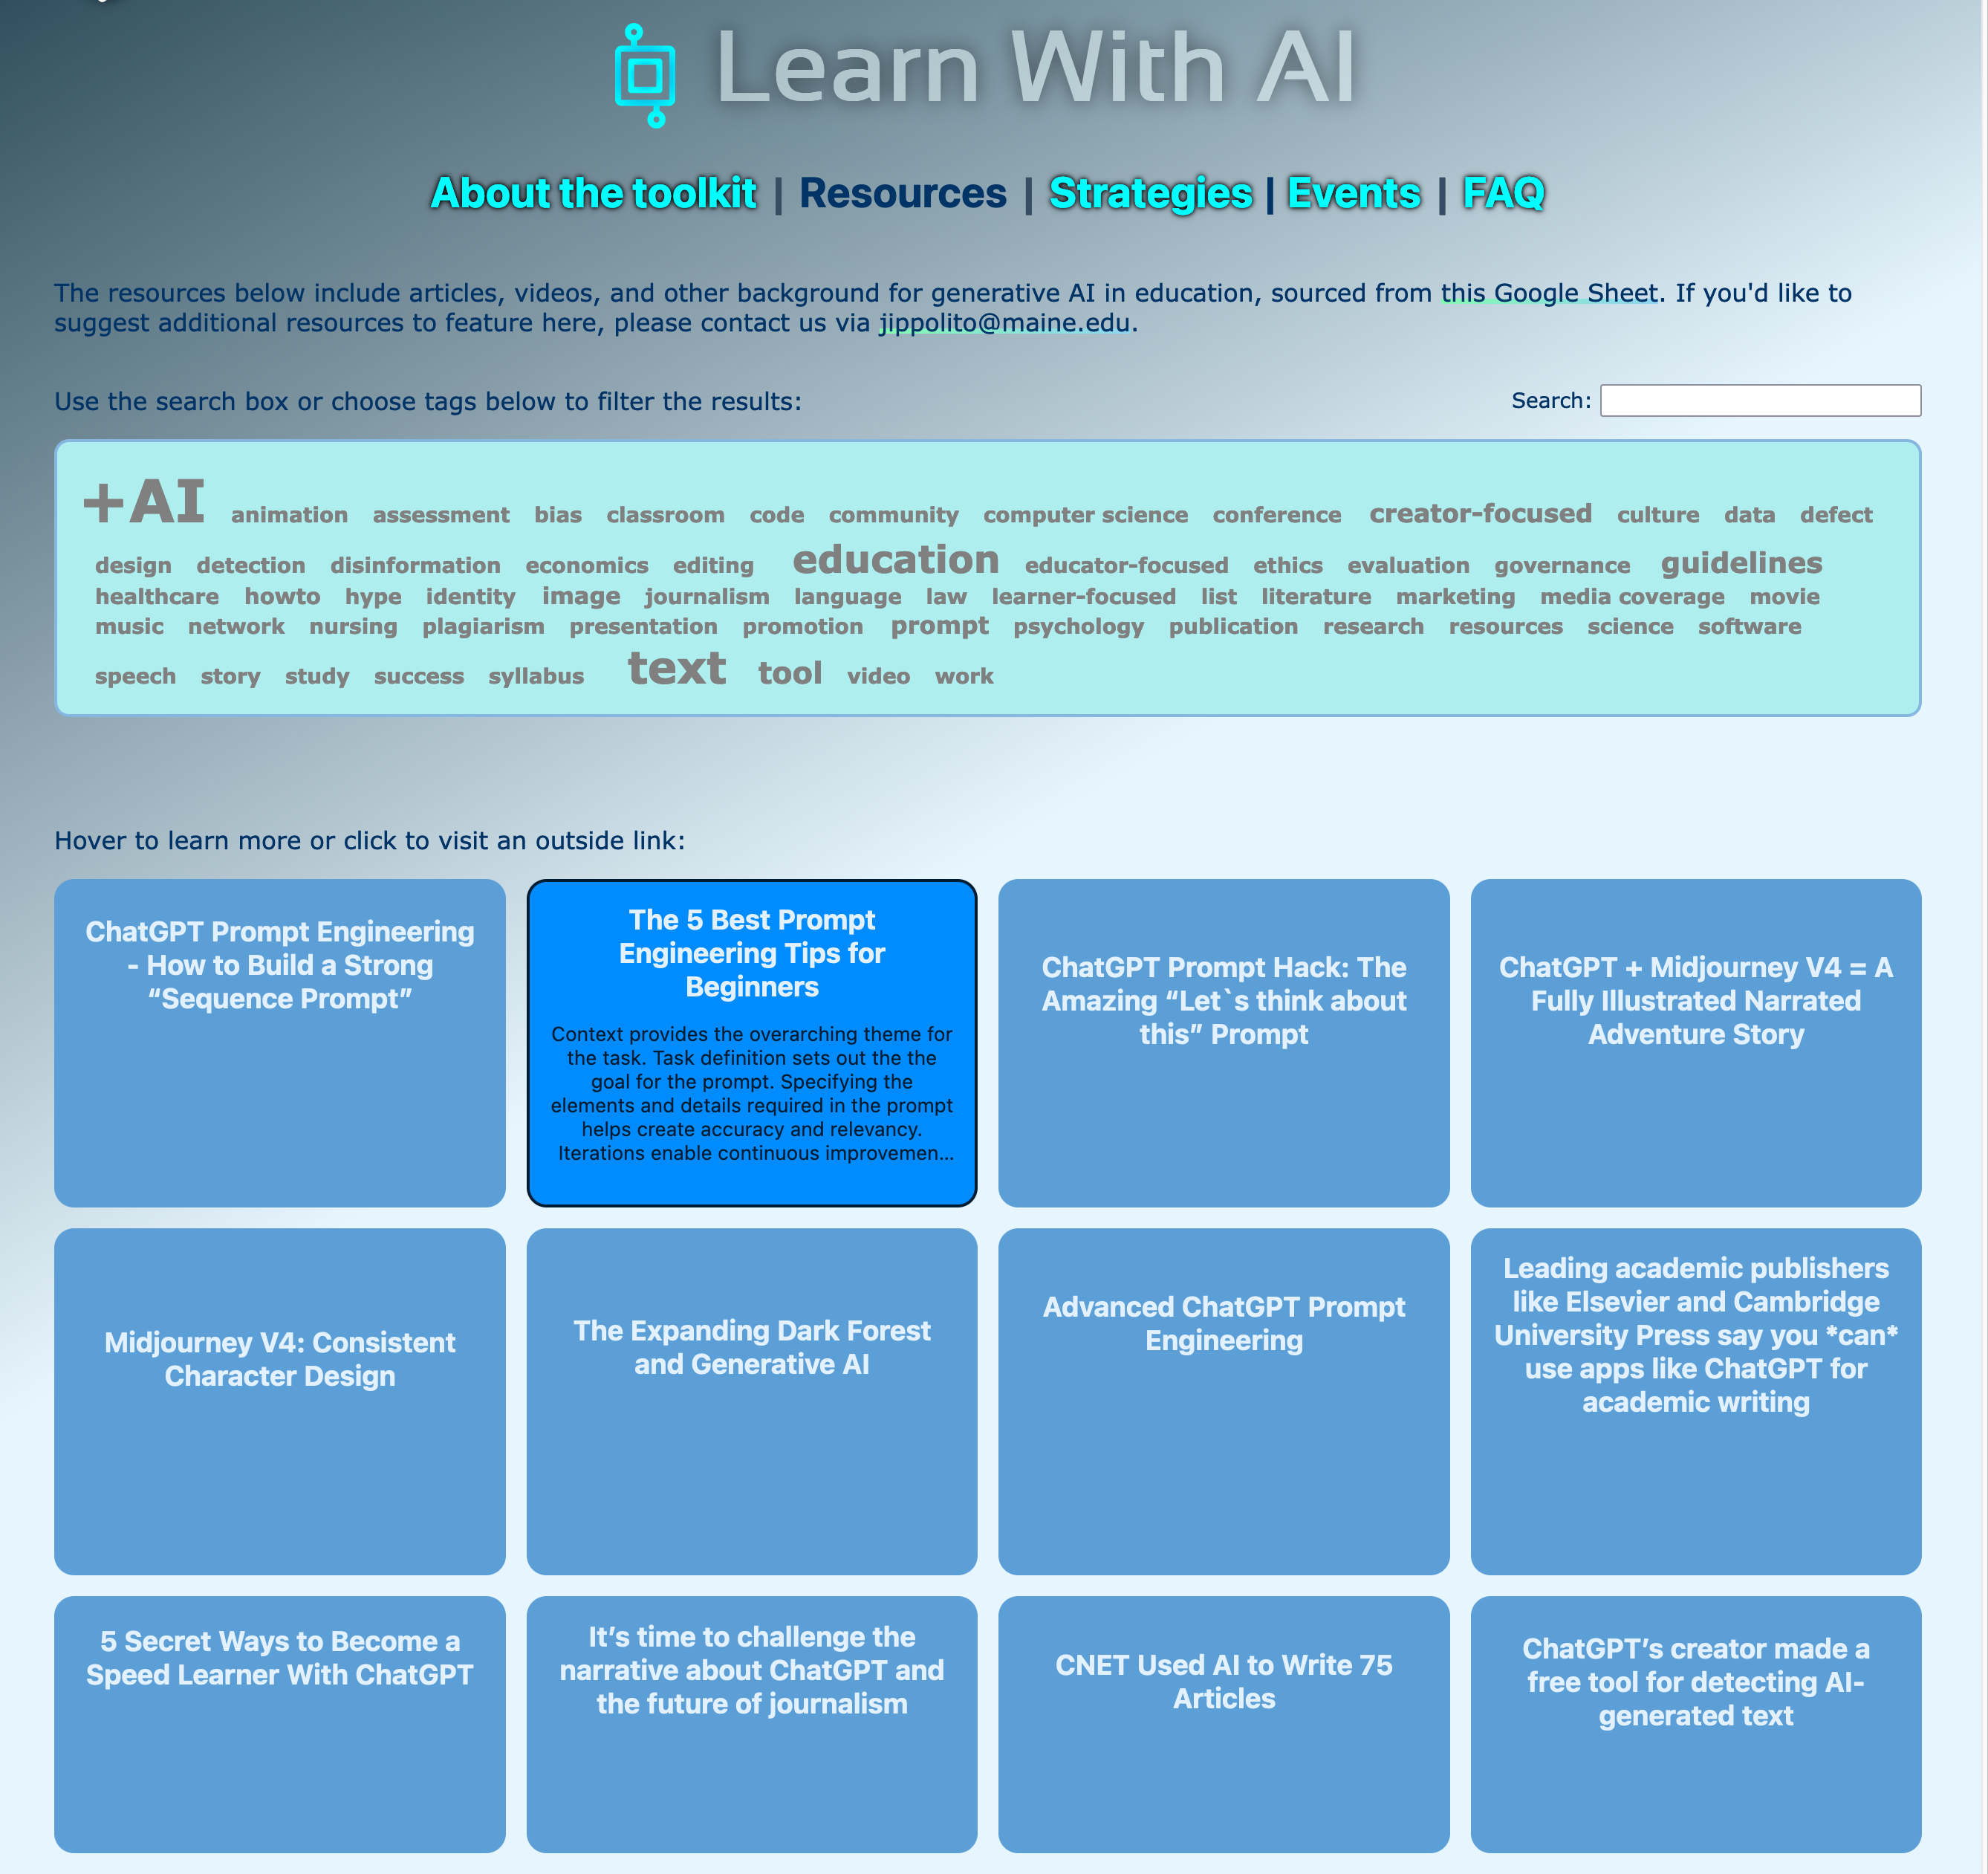 Learn With AI
About the toolkit | Resources | Strategies | Events | FAQ
The resources below include articles, videos, and other background for generative AI in education, sourced from this Google Sheet. If you'd like to
suggest additional resources to feature here, please contact us via jippolito@maine.edu.
Use the search box or choose tags below to filter the results:
Search:
+AI animation assessment bias classroom code community computer science conference creator-focused culture data defect
design detection disinformation economics editing education educator-focused ethics evaluation governance guidelines
healthcare howto hype identity image journalism language law learner-focused list literature marketing media coverage movie
music network nursing plagiarism presentation promotion prompt psychology publication research resources science software
speech story study success syllabus text tool video work
Hover to learn more or click to visit an outside link:
ChatGPT Prompt Engineering
- How to Build a Strong
“Sequence Prompt”
The 5 Best Prompt
Engineering Tips for
Beginners
Context provides the overarching theme for
the task. Task definition sets out the the
goal for the prompt. Specifying the
elements and details required in the prompt
helps create accuracy and relevancy.
Iterations enable continuous improvemen...
ChatGPT Prompt Hack: The
Amazing “Let`s think about
this” Prompt
ChatGPT + Midjourney V4 = A
Fully Illustrated Narrated
Adventure Story
Midjourney V4: Consistent
Character Design
The Expanding Dark Forest
and Generative AI
Advanced ChatGPT Prompt
Engineering
Leading academic publishers
like Elsevier and Cambridge
University Press say you *can*
use apps like ChatGPT for
academic writing
5 Secret Ways to Become a
Speed Learner With ChatGPT
It’s time to challenge the
narrative about ChatGPT and
the future of journalism
CNET Used AI to Write 75
Articles
ChatGPT’s creator made a
free tool for detecting AI-
generated text